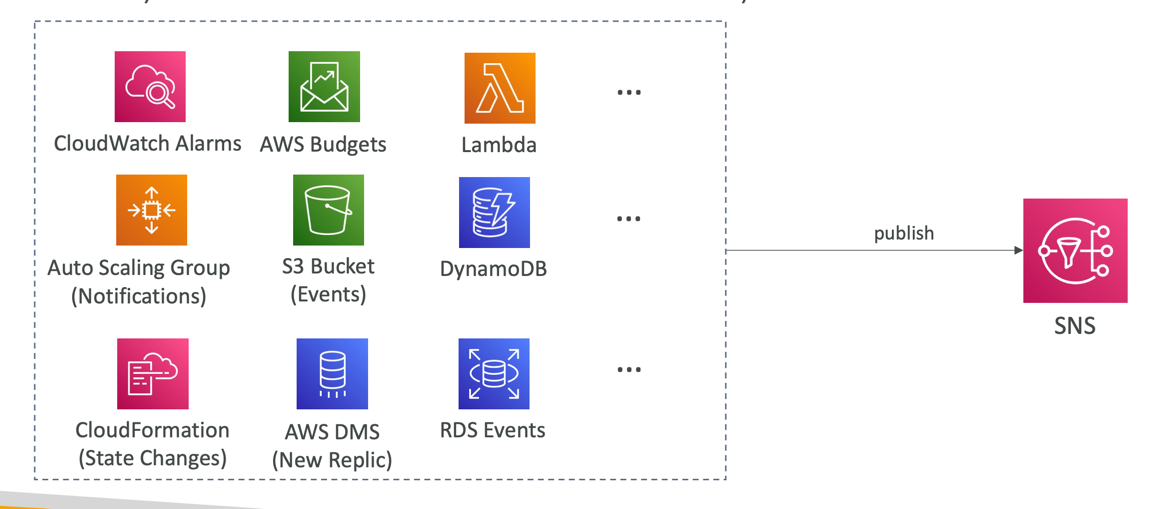 CloudWatch Alarms
AWS Budgets
Lambda
...
Auto Scaling Group
(Notifications)
S3 Bucket
(Events)
DynamoDB
...
CloudFormation
(State Changes)
AWS DMS
(New Replic)
RDS Events
...
publish
SNS